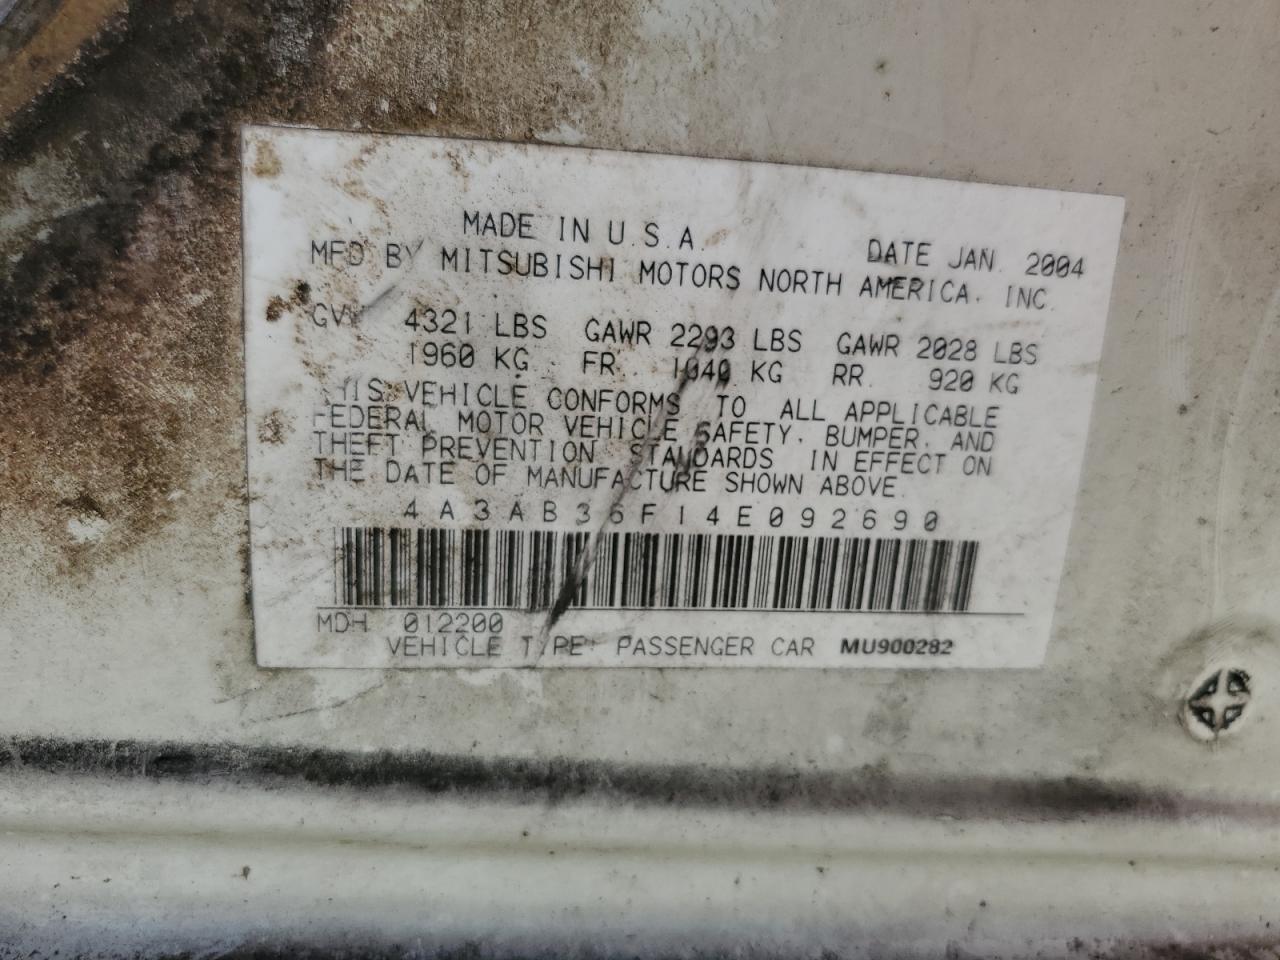 MADE IN U.S.A. DATE JAN. 2004
MFD BY MITSUBISHI MOTORS NORTH AMERICA, INC.
4321 LBS GAWR 2293 LBS GAWR 2028 LBS
1960 KG FR. 1040 KG RR. 920 KG
VEHICLE CONFORMS TO ALL APPLICABLE
FEDERAL MOTOR VEHICLE SAFETY, BUMPER, AND
THEFT PREVENTION STANDARDS IN EFFECT ON
THE DATE OF MANUFACTURE SHOWN ABOVE.
4A3AB36F14E092690
MDH 012200
VEHICLE TYPE: PASSENGER CAR MU900282